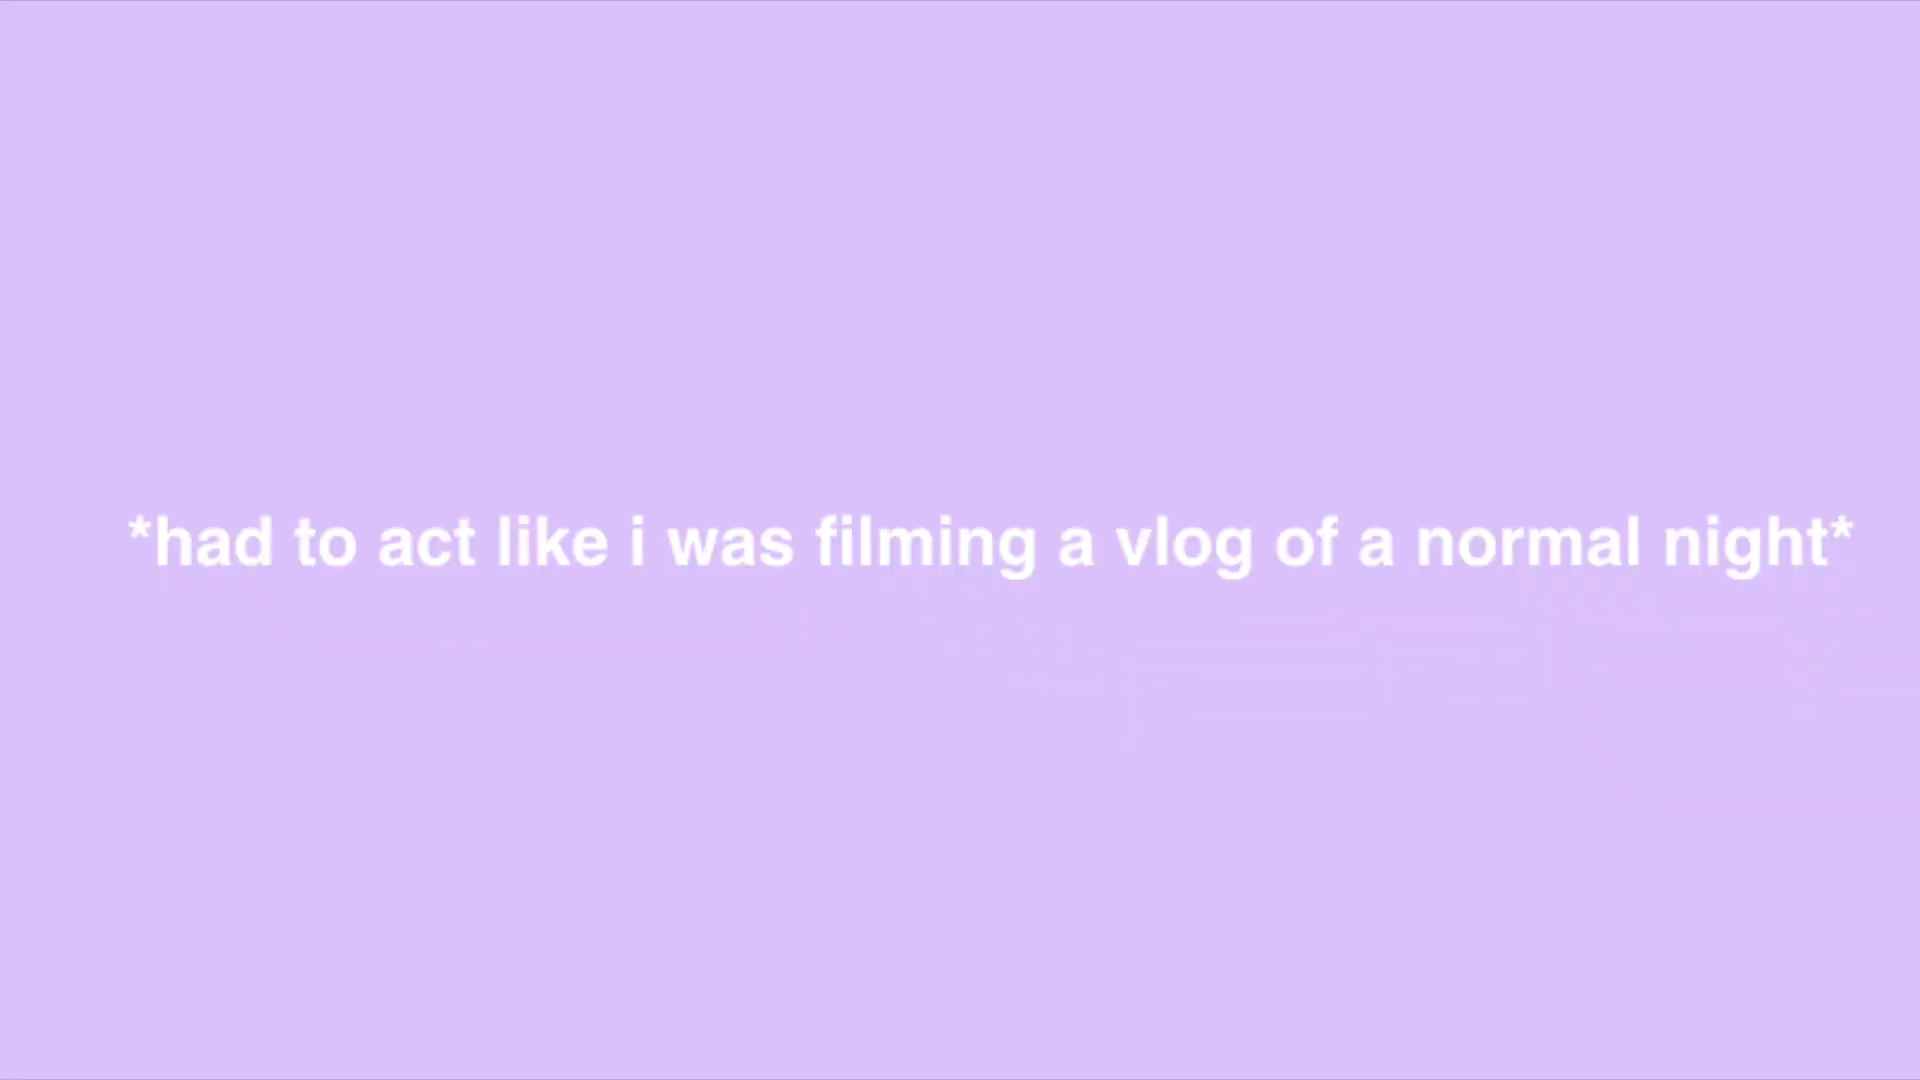 *had to act like i was filming a vlog of a normal night*